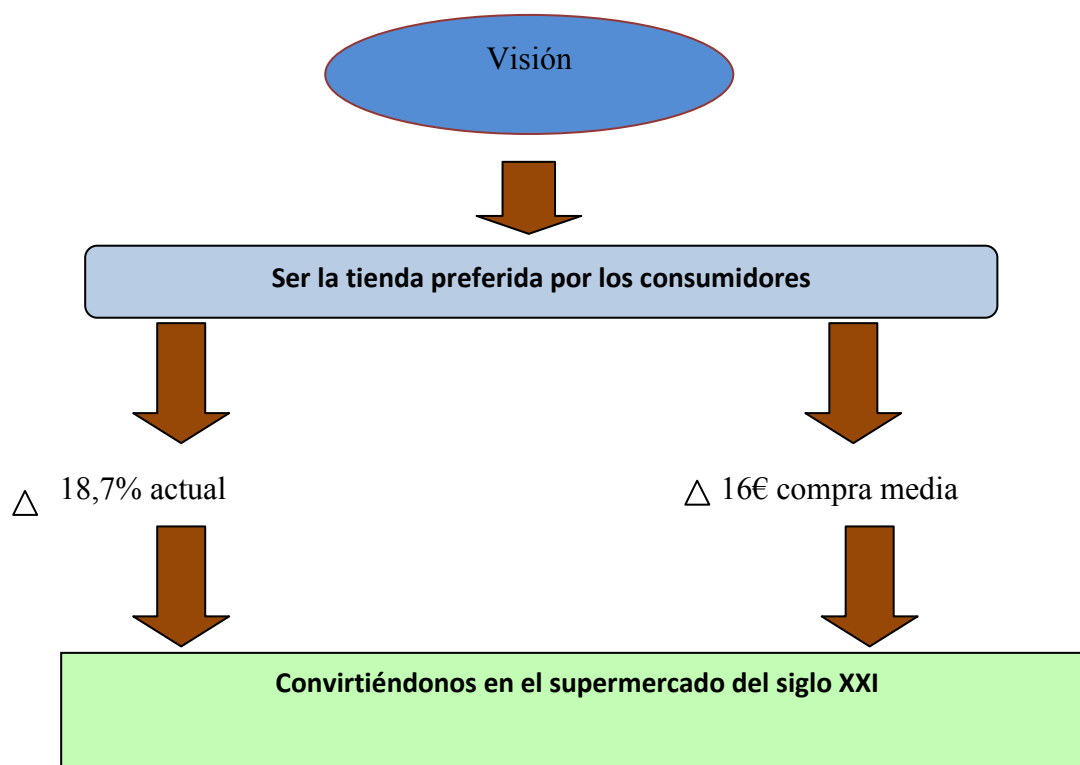 Visión
Ser la tienda preferida por los consumidores
△ 18,7% actual
△ 16€ compra media
Convirtiéndonos en el supermercado del siglo XXI